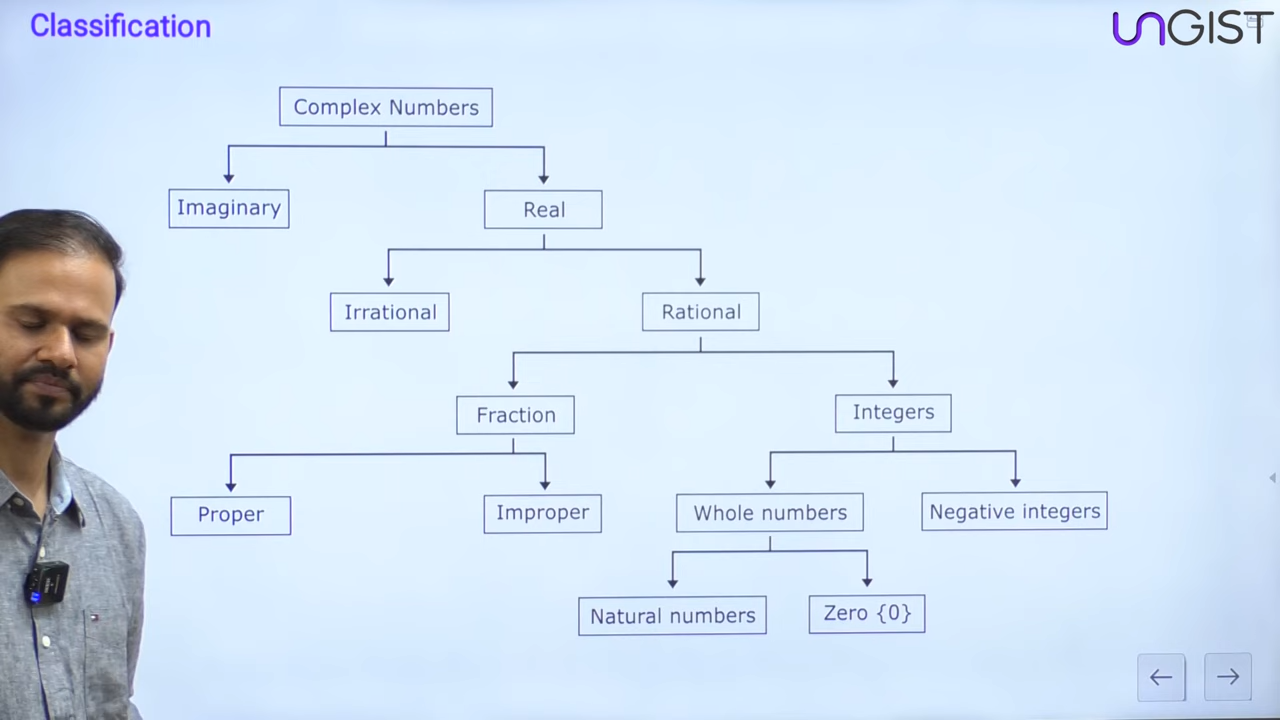 Classification
UNGIST
Complex Numbers
Imaginary
Real
Irrational
Rational
Fraction
Integers
Proper
Improper
Whole numbers
Negative integers
Natural numbers
Zero {0}